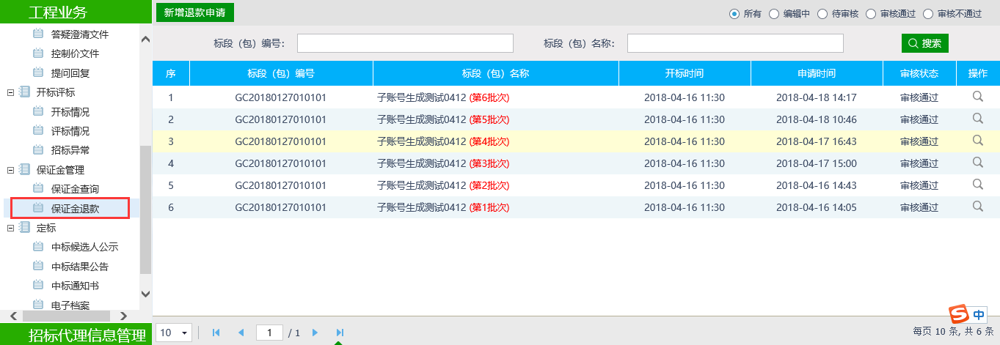 工程业务
答疑澄清文件
控制价文件
提问回复
开标评标
开标情况
评标情况
招标异常
保证金管理
保证金查询
保证金退款
定标
中标候选人公示
中标结果公告
中标通知书
电子档案
招标代理信息管理
新增退款申请
所有 编辑中 待审核 审核通过 审核不通过
标段（包）编号： 标段（包）名称： 搜索
序 标段（包）编号 标段（包）名称 开标时间 申请时间 审核状态 操作
1 GC20180127010101 子账号生成测试0412 (第6批次) 2018-04-16 11:30 2018-04-18 14:17 审核通过
2 GC20180127010101 子账号生成测试0412 (第5批次) 2018-04-16 11:30 2018-04-18 10:46 审核通过
3 GC20180127010101 子账号生成测试0412 (第4批次) 2018-04-16 11:30 2018-04-17 16:43 审核通过
4 GC20180127010101 子账号生成测试0412 (第3批次) 2018-04-16 11:30 2018-04-17 15:00 审核通过
5 GC20180127010101 子账号生成测试0412 (第2批次) 2018-04-16 11:30 2018-04-16 14:43 审核通过
6 GC20180127010101 子账号生成测试0412 (第1批次) 2018-04-16 11:30 2018-04-16 14:05 审核通过
S 中
10 1 / 1 每页 10 条, 共 6 条